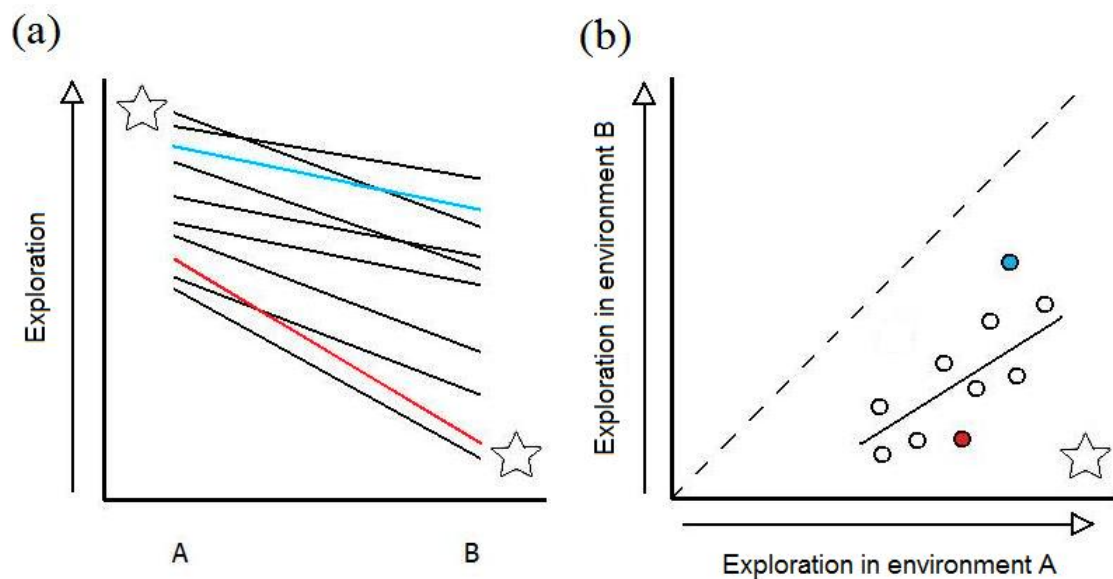 (a)
Exploration
A
B
(b)
Exploration in environment B
Exploration in environment A